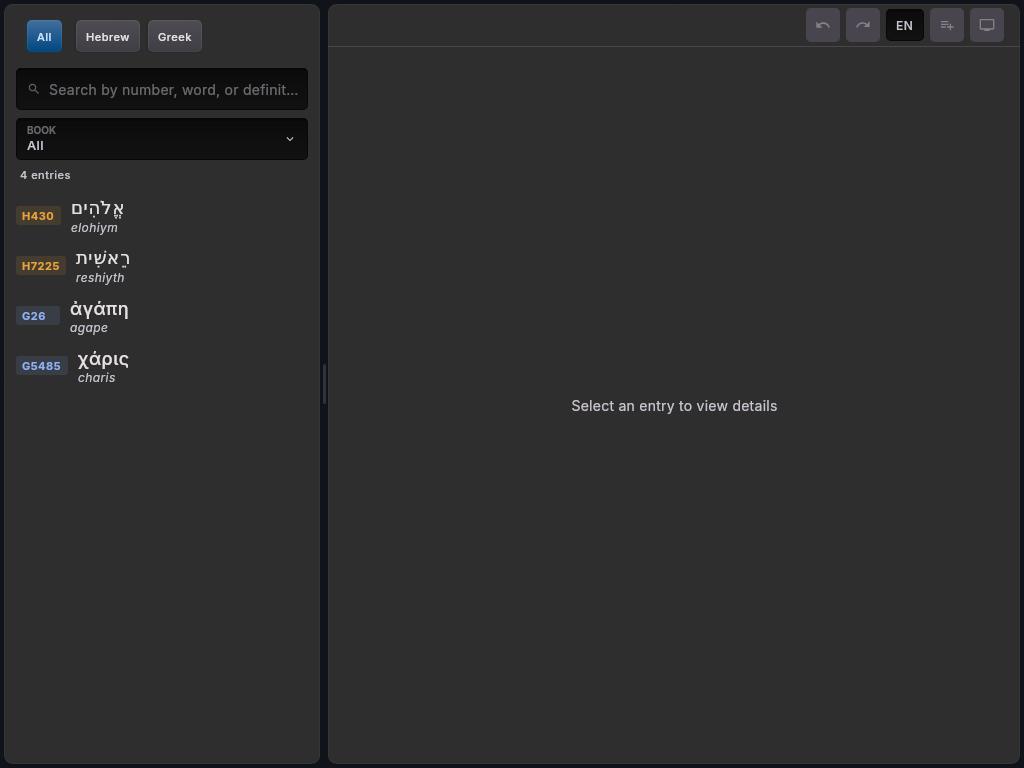 All Hebrew Greek
Search by number, word, or definit...
BOOK
All
4 entries
H430 אֱלֹהִים
elohiym
H7225 רֵאשִׁית
reshiyth
G26 ἀγάπη
agape
G5485 χάρις
charis
EN
Select an entry to view details